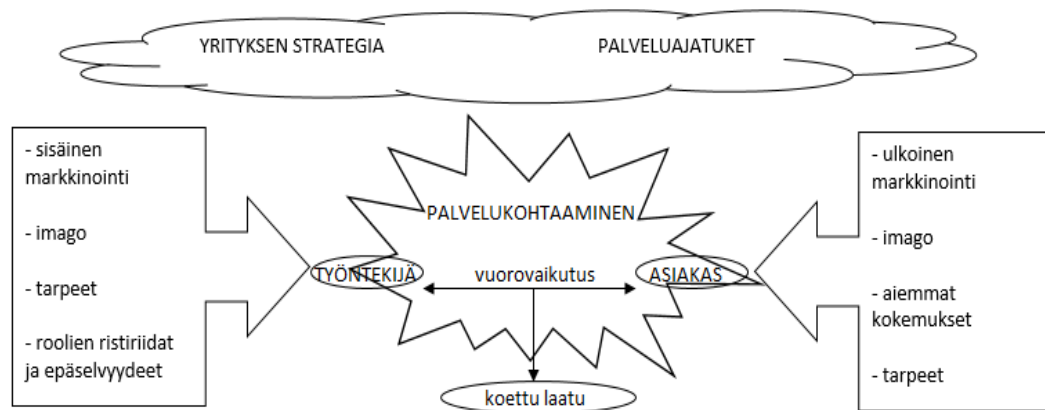 YRITYKSEN STRATEGIA
PALVELUAJATUKET
- sisäinen
markkinointi
- imago
- tarpeet
- roolien ristiriidat
ja epäselvyydeet
PALVELUKOHTAAMINEN
TYÖNTEKIJÄ
vuorovaikutus
ASIAKAS
koettu laatu
- ulkoinen
markkinointi
- imago
- aiemmat
kokemukset
- tarpeet